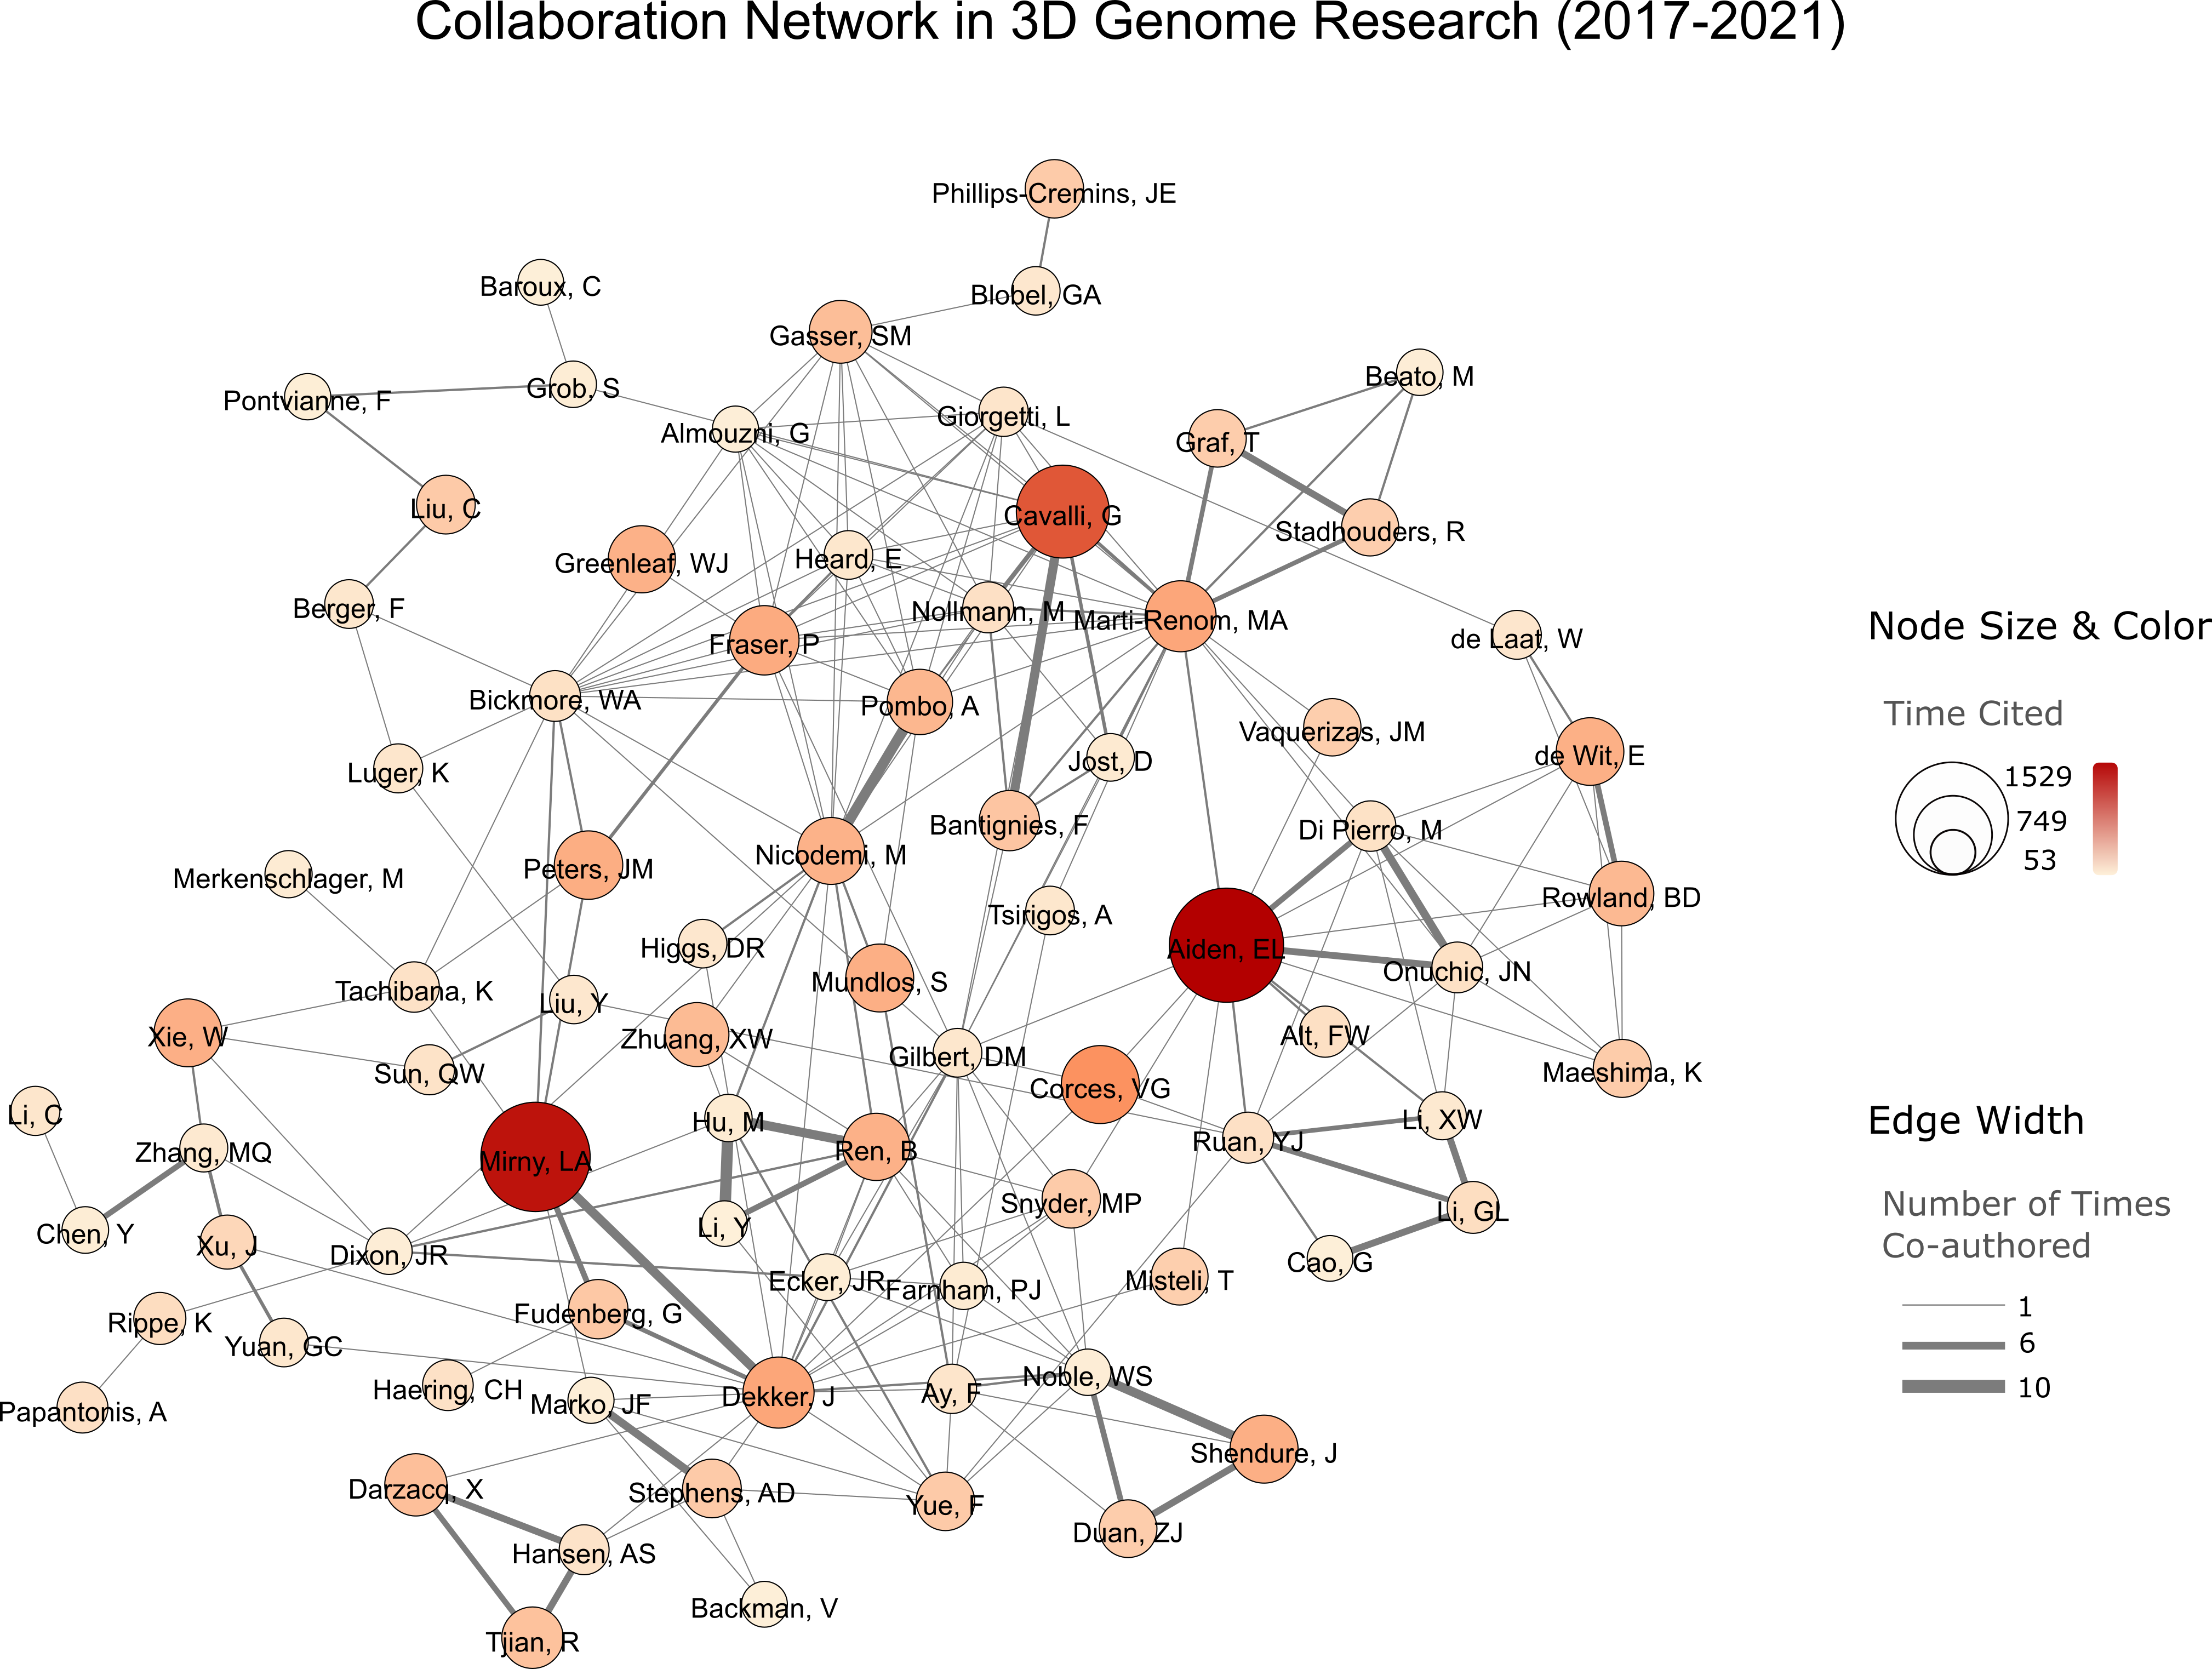 Collaboration Network in 3D Genome Research (2017-2021)
Phillips-Cremins, JE
Baroux, C
Blobel, GA
Gasser, SM
Beato, M
Grob, S
Pontvianne, F
Giorgetti, L
Almouzni, G
Graf, T
Liu, C
Cavalli, G
Stadhouders, R
Heard, E
Greenleaf, WJ
Berger, F
Nollmann, M
Marti-Renom, MA
Fraser, P
de Laat, W
Bickmore, WA
Pombo, A
Vaquerizas, JM
de Wit, E
Jost, D
Luger, K
Bantignies, F
Di Pierro, M
Nicodemi, M
Peters, JM
Merkenschlager, M
Rowland, BD
Tsirigos, A
Higgs, DR
Aiden, EL
Onuchic, JN
Mundlos, S
Tachibana, K
Liu, Y
Alt, FW
Xie, W
Zhuang, XW
Gilbert, DM
Sun, QW
Maeshima, K
Corces, VG
Li, C
Li, XW
Hu, M
Ruan, YJ
Zhang, MQ
Ren, B
Mirny, LA
Snyder, MP
Li, GL
Li, Y
Chen, Y
Xu, J
Dixon, JR
Cao, G
Misteli, T
Ecker, JR
Farnham, PJ
Fudenberg, G
Rippe, K
Yuan, GC
Noble, WS
Haering, CH
Ay, F
Dekker, J
Marko, JF
Papantonis, A
Shendure, J
Darzacq, X
Stephens, AD
Yue, F
Duan, ZJ
Hansen, AS
Backman, V
Tjian, R
Node Size & Color
Time Cited
1529
749
53
Edge Width
Number of Times
Co-authored
1
6
10